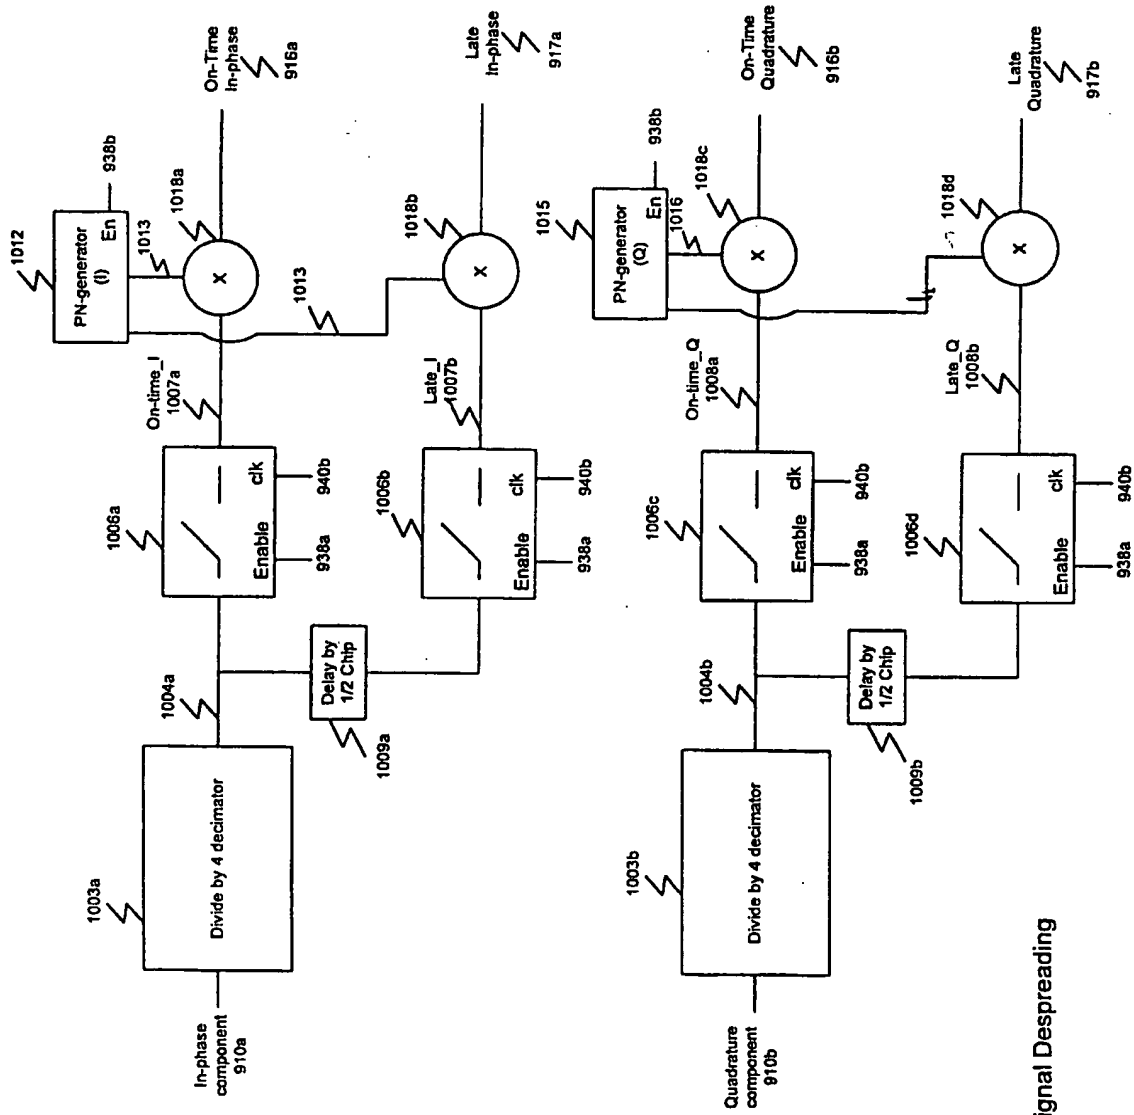 In-phase
component
910a
1003a
Divide by 4 decimator
1004a
Delay by
1/2 Chip
1009a
1006a
Enable
clk
938a
940b
1006b
Enable
clk
938a
940b
On-time_I
1007a
Late_I
1007b
1012
PN-generator
(I)
En
938b
1013
1013
1018a
X
1018b
X
On-Time
In-phase
916a
Late
In-phase
917a
Quadrature
component
910b
1003b
Divide by 4 decimator
1004b
Delay by
1/2 Chip
1009b
1006c
Enable
clk
938a
940b
1006d
Enable
clk
938a
940b
On-time_Q
1008a
Late_Q
1008b
1015
PN-generator
(Q)
En
938b
1016
1018c
X
1018d
X
On-Time
Quadrature
916b
Late
Quadrature
917b
ignal Despreading